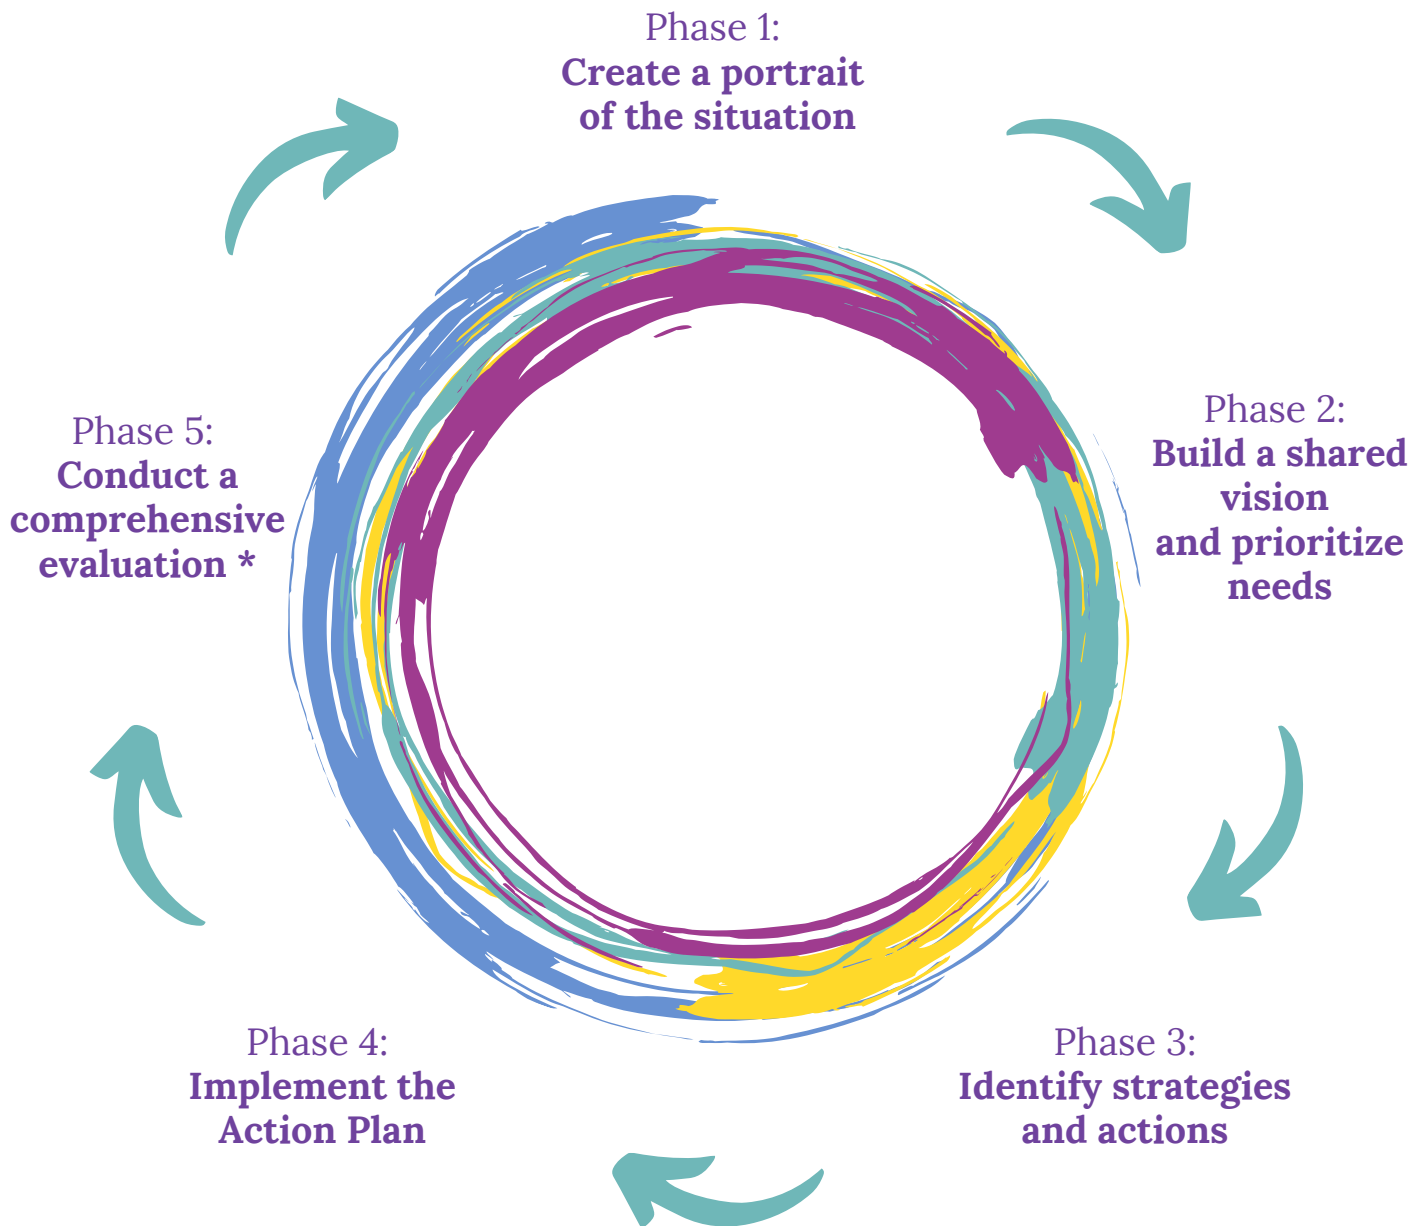 Phase 1:
Create a portrait
of the situation
Phase 2:
Build a shared
vision
and prioritize
needs
Phase 3:
Identify strategies
and actions
Phase 4:
Implement the
Action Plan
Phase 5:
Conduct a
comprehensive
evaluation *